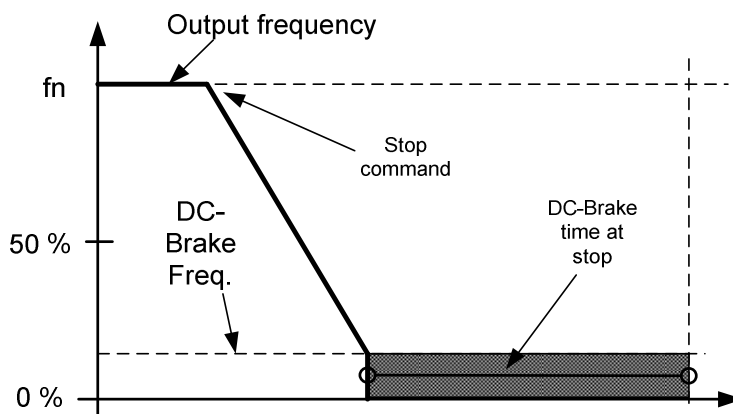 Output frequency
fn
Stop
command
DC-
Brake
Freq.
DC-Brake
time at
stop
50 %
0 %